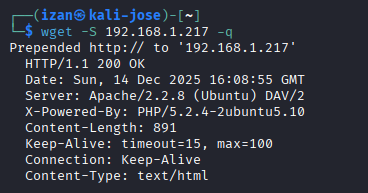 ┌──(izan㉿kali-jose)-[~]
└─$ wget -S 192.168.1.217 -q
Prepended http:// to '192.168.1.217'
  HTTP/1.1 200 OK
  Date: Sun, 14 Dec 2025 16:08:55 GMT
  Server: Apache/2.2.8 (Ubuntu) DAV/2
  X-Powered-By: PHP/5.2.4-2ubuntu5.10
  Content-Length: 891
  Keep-Alive: timeout=15, max=100
  Connection: Keep-Alive
  Content-Type: text/html